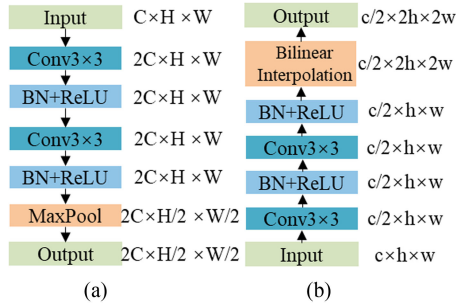 Input C×H ×W
Conv3×3 2C×H ×W
BN+ReLU 2C×H ×W
Conv3×3 2C×H ×W
BN+ReLU 2C×H ×W
MaxPool 2C×H/2 ×W/2
Output 2C×H/2 ×W/2
(a)
Output c/2×2h×2w
Bilinear
Interpolation c/2×2h×2w
BN+ReLU c/2×h×w
Conv3×3 c/2×h×w
BN+ReLU c/2×h×w
Conv3×3 c/2×h×w
Input c×h×w
(b)